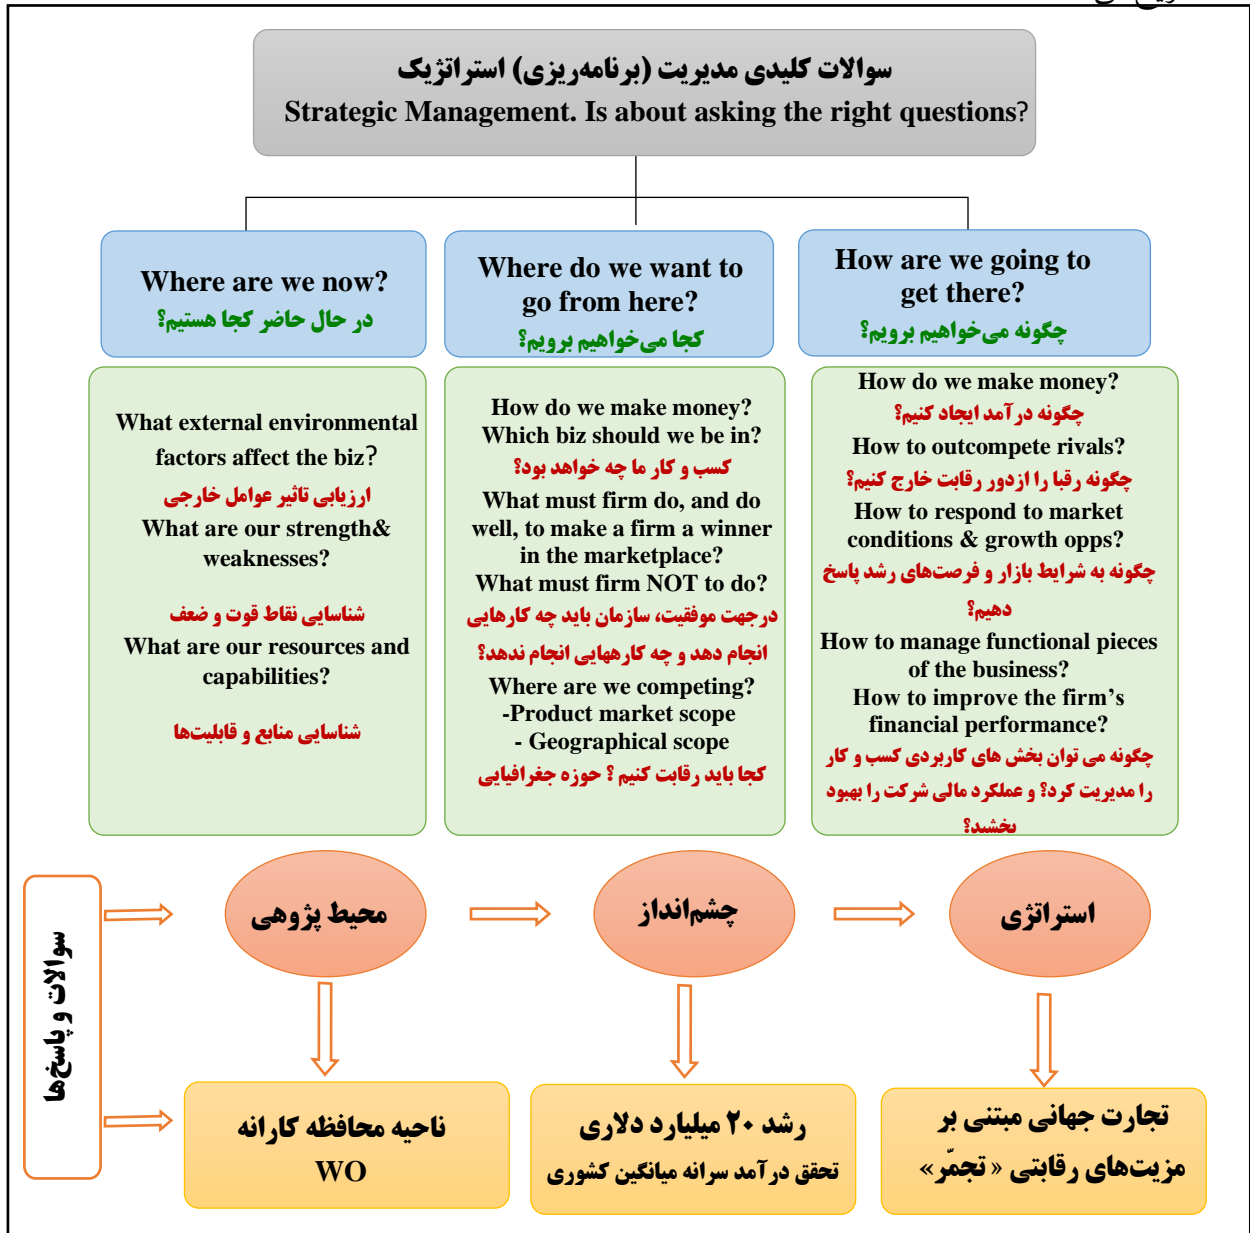 سوالات کلیدی مدیریت (برنامه‌ریزی) استراتژیک
Strategic Management. Is about asking the right questions?
Where are we now?
در حال حاضر کجا هستیم؟
Where do we want to
go from here?
کجا می‌خواهیم برویم؟
How are we going to
get there?
چگونه می‌خواهیم برویم؟
What external environmental
factors affect the biz?
ارزیابی تاثیر عوامل خارجی
What are our strength&
weaknesses?
شناسایی نقاط قوت و ضعف
What are our resources and
capabilities?
شناسایی منابع و قابلیت‌ها
How do we make money?
Which biz should we be in?
کسب و کار ما چه خواهد بود؟
What must firm do, and do
well, to make a firm a winner
in the marketplace?
What must firm NOT to do?
درجهت موفقیت، سازمان باید چه کارهایی
انجام دهد و چه کارههایی انجام ندهد؟
Where are we competing?
-Product market scope
- Geographical scope
کجا باید رقابت کنیم ؟ حوزه جغرافیایی
How do we make money?
چگونه درآمد ایجاد کنیم؟
How to outcompete rivals?
چگونه رقبا را ازدور رقابت خارج کنیم؟
How to respond to market
conditions & growth opps?
چگونه به شرایط بازار و فرصت‌های رشد پاسخ
دهیم؟
How to manage functional pieces
of the business?
How to improve the firm’s
financial performance?
چگونه می توان بخش های کاربردی کسب و کار
را مدیریت کرد؟ و عملکرد مالی شرکت را بهبود
بخشید؟
سوالات و پاسخ‌ها
محیط پژوهی
چشم‌انداز
استراتژی
ناحیه محافظه کارانه
WO
رشد ۲۰ میلیارد دلاری
تحقق درآمد سرانه میانگین کشوری
تجارت جهانی مبتنی بر
مزیت‌های رقابتی « تجمّر»